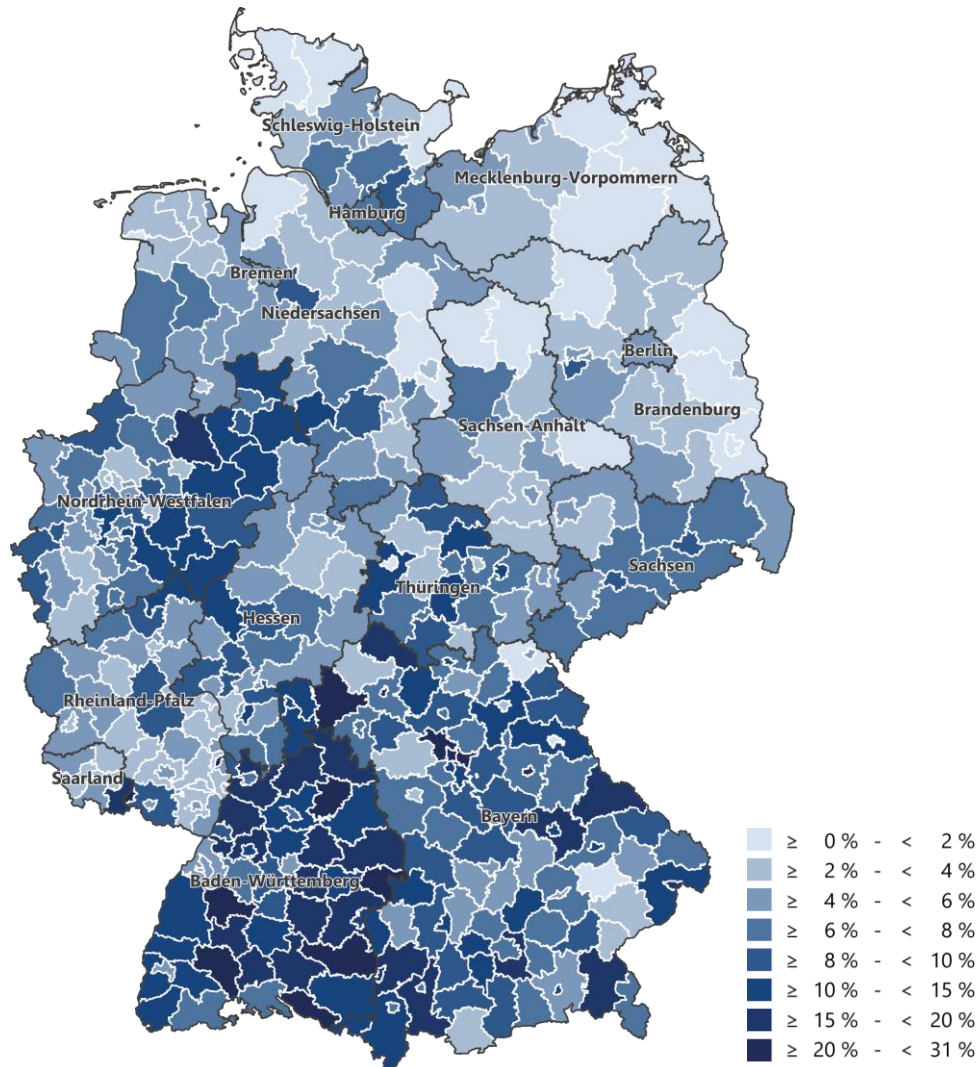 Schleswig-Holstein
Mecklenburg-Vorpommern
Hamburg
Bremen
Niedersachsen
Berlin
Brandenburg
Sachsen-Anhalt
Nordrhein-Westfalen
Sachsen
Thüringen
Hessen
Rheinland-Pfalz
Saarland
Bayern
Baden-Württemberg
≥ 0 % - < 2 %
≥ 2 % - < 4 %
≥ 4 % - < 6 %
≥ 6 % - < 8 %
≥ 8 % - < 10 %
≥ 10 % - < 15 %
≥ 15 % - < 20 %
≥ 20 % - < 31 %